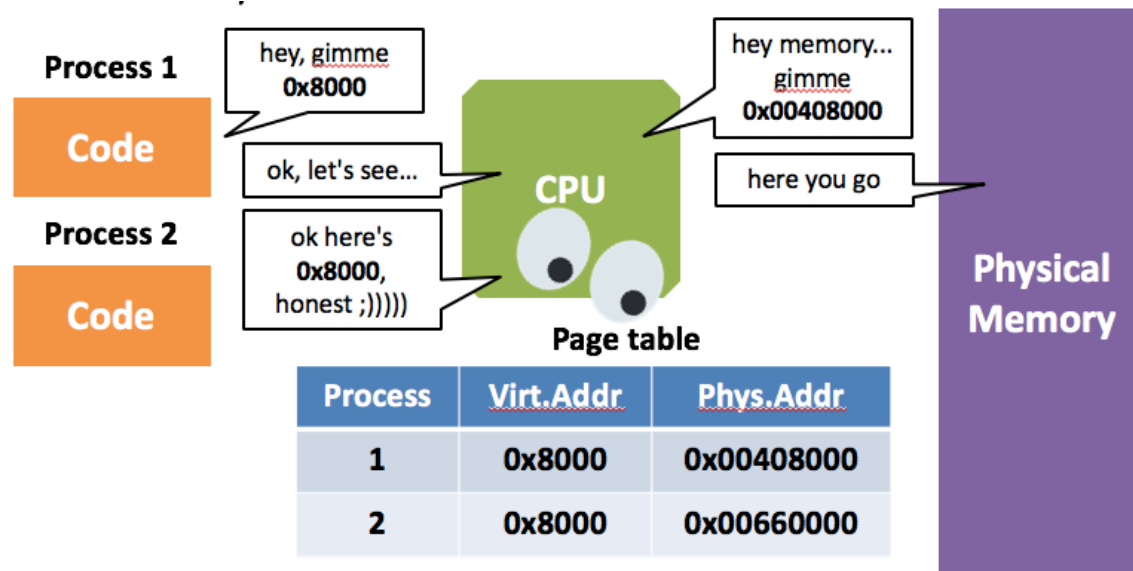 Process 1
Code
hey, gimme
0x8000
ok, let's see...
Process 2
Code
ok here's
0x8000,
honest ;)))))
CPU
hey memory...
gimme
0x00408000
here you go
Physical
Memory
Page table
Process Virt.Addr Phys.Addr
1 0x8000 0x00408000
2 0x8000 0x00660000